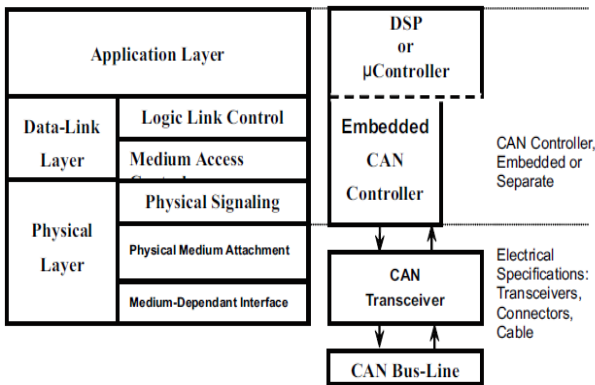 Application Layer
Data-Link
Layer
Logic Link Control
Medium Access
Physical
Layer
Physical Signaling
Physical Medium Attachment
Medium-Dependant Interface
DSP
or
µController
Embedded
CAN
Controller
CAN
Transceiver
CAN Bus-Line
CAN Controller,
Embedded or
Separate
Electrical
Specifications:
Transceivers,
Connectors,
Cable